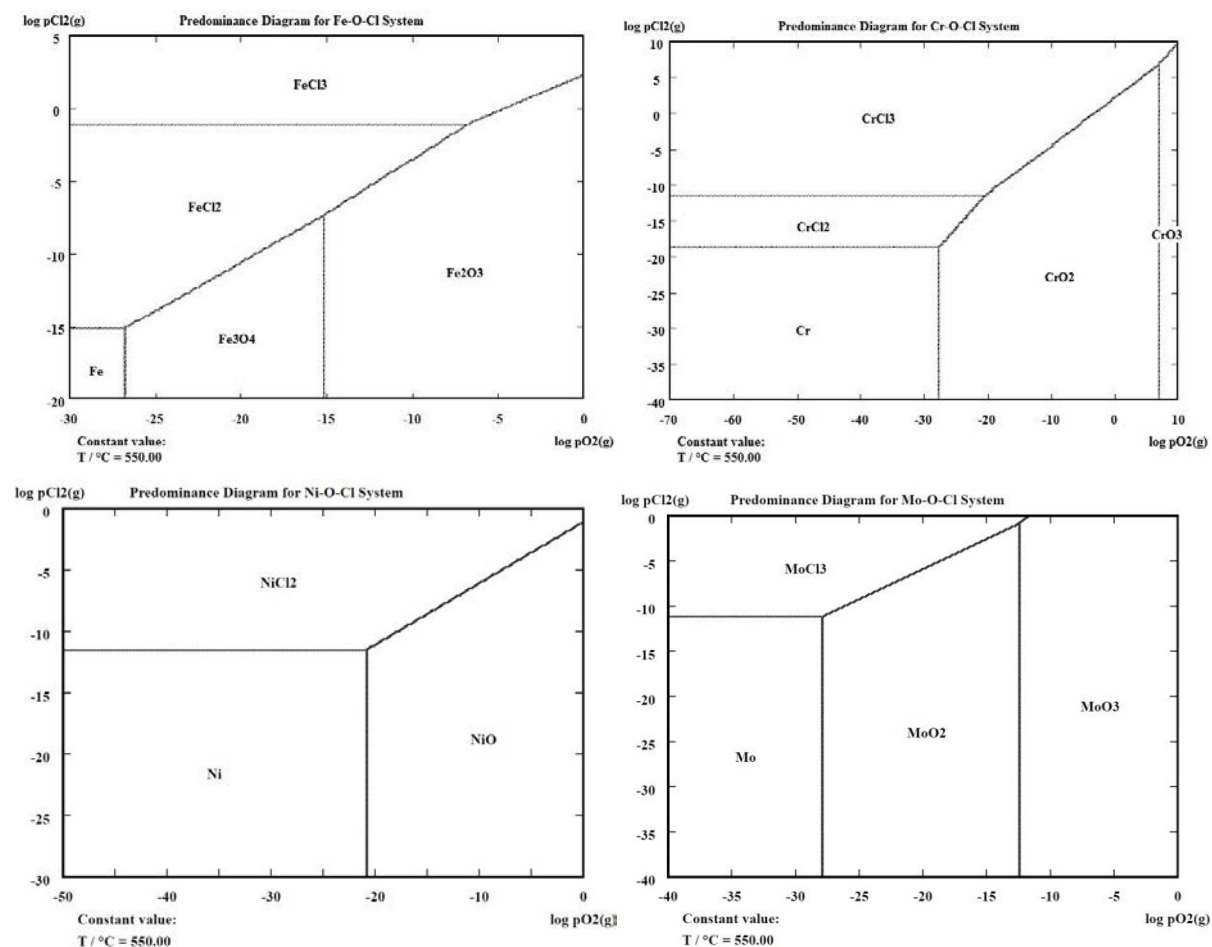 log pCl2(g) Predominance Diagram for Fe-O-Cl System
5
FeCl3
0
-5
FeCl2
-10
Fe2O3
-15
Fe3O4
Fe
-20
-30 -25 -20 -15 -10 -5 0
Constant value: log pO2(g)
T / °C = 550.00
log pCl2(g) Predominance Diagram for Cr-O-Cl System
10
5
CrCl3
0
-5
-10
CrCl2
-15
CrO3
-20
CrO2
-25
Cr
-30
-35
-40
-70 -60 -50 -40 -30 -20 -10 0 10
Constant value: log pO2(g)
T / °C = 550.00
log pCl2(g) Predominance Diagram for Ni-O-Cl System
0
-5
NiCl2
-10
-15
NiO
-20
Ni
-25
-30
-50 -40 -30 -20 -10 0
Constant value: log pO2(g)
T / °C = 550.00
log pCl2(g) Predominance Diagram for Mo-O-Cl System
0
MoCl3
-5
-10
-15
MoO3
-20
MoO2
-25
Mo
-30
-35
-40
-40 -35 -30 -25 -20 -15 -10 -5 0
Constant value: log pO2(g)
T / °C = 550.00